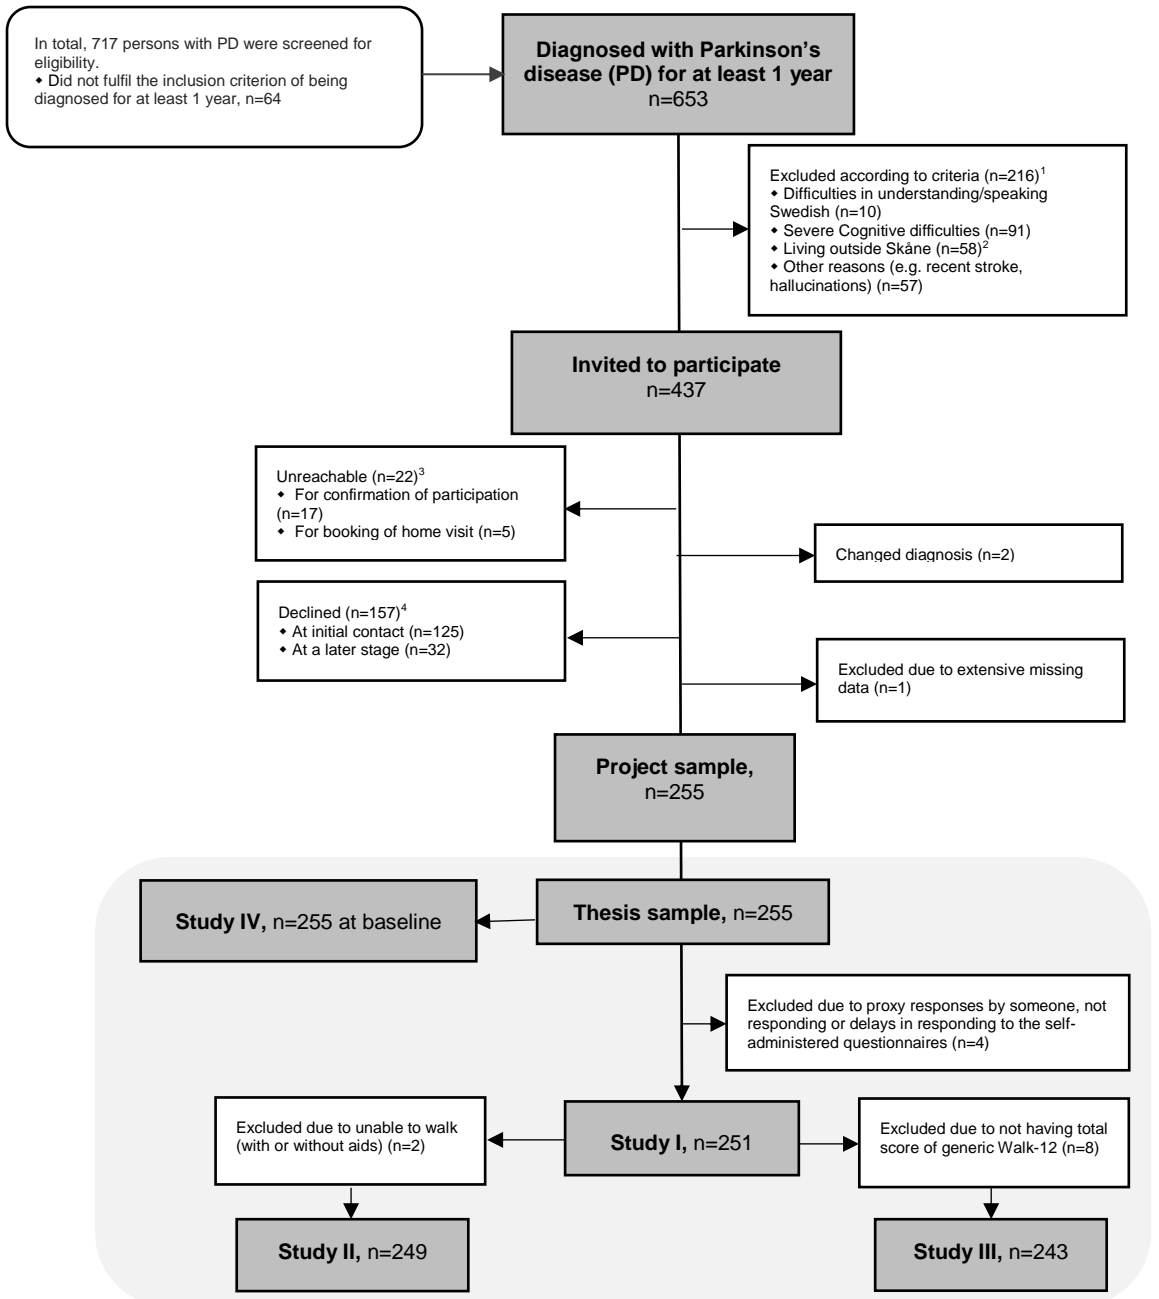 In total, 717 persons with PD were screened for
eligibility.
◆ Did not fulfil the inclusion criterion of being
diagnosed for at least 1 year, n=64
Diagnosed with Parkinson’s
disease (PD) for at least 1 year
n=653
Excluded according to criteria (n=216)¹
◆ Difficulties in understanding/speaking
Swedish (n=10)
◆ Severe Cognitive difficulties (n=91)
◆ Living outside Skåne (n=58)²
◆ Other reasons (e.g. recent stroke,
hallucinations) (n=57)
Invited to participate
n=437
Unreachable (n=22)³
◆ For confirmation of participation
(n=17)
◆ For booking of home visit (n=5)
Changed diagnosis (n=2)
Declined (n=157)⁴
◆ At initial contact (n=125)
◆ At a later stage (n=32)
Excluded due to extensive missing
data (n=1)
Project sample,
n=255
Thesis sample, n=255
Study IV, n=255 at baseline
Excluded due to proxy responses by someone, not
responding or delays in responding to the self-
administered questionnaires (n=4)
Study I, n=251
Excluded due to unable to walk
(with or without aids) (n=2)
Excluded due to not having total
score of generic Walk-12 (n=8)
Study II, n=249
Study III, n=243